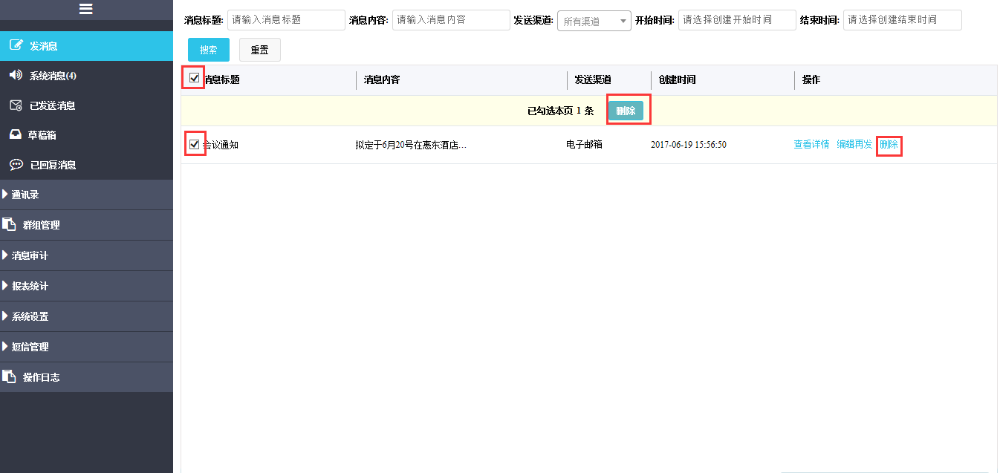 发消息
系统消息(4)
已发送消息
草稿箱
已回复消息
通讯录
群组管理
消息审计
报表统计
系统设置
短信管理
操作日志
消息标题: 请输入消息标题 消息内容: 请输入消息内容 发送渠道: 所有渠道 开始时间: 请选择创建开始时间 结束时间: 请选择创建结束时间
搜索 重置
消息标题 消息内容 发送渠道 创建时间 操作
已勾选本页 1 条 删除
会议通知 拟定于6月20号在惠东酒店… 电子邮箱 2017-06-19 15:56:50 查看详情 编辑再发 删除